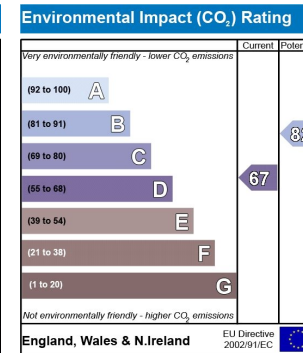 Environmental Impact (CO₂) Rating
Current
Very environmentally friendly - lower CO₂ emissions
(92 to 100) A
(81 to 91) B
(69 to 80) C
(55 to 68) D
67
(39 to 54) E
(21 to 38) F
(1 to 20) G
Not environmentally friendly - higher CO₂ emissions
England, Wales & N.Ireland
EU Directive
2002/91/EC